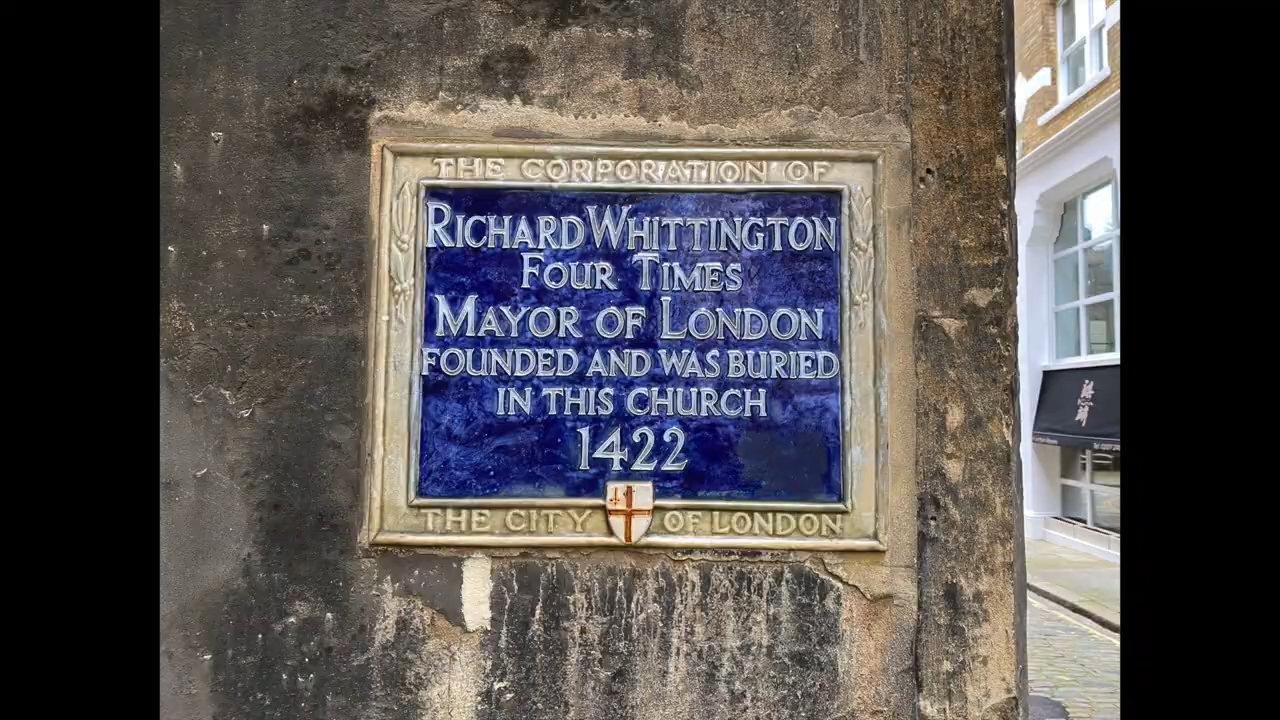 THE CORPORATION OF
RICHARD WHITTINGTON
FOUR TIMES
MAYOR OF LONDON
FOUNDED AND WAS BURIED
IN THIS CHURCH
1422
THE CITY OF LONDON